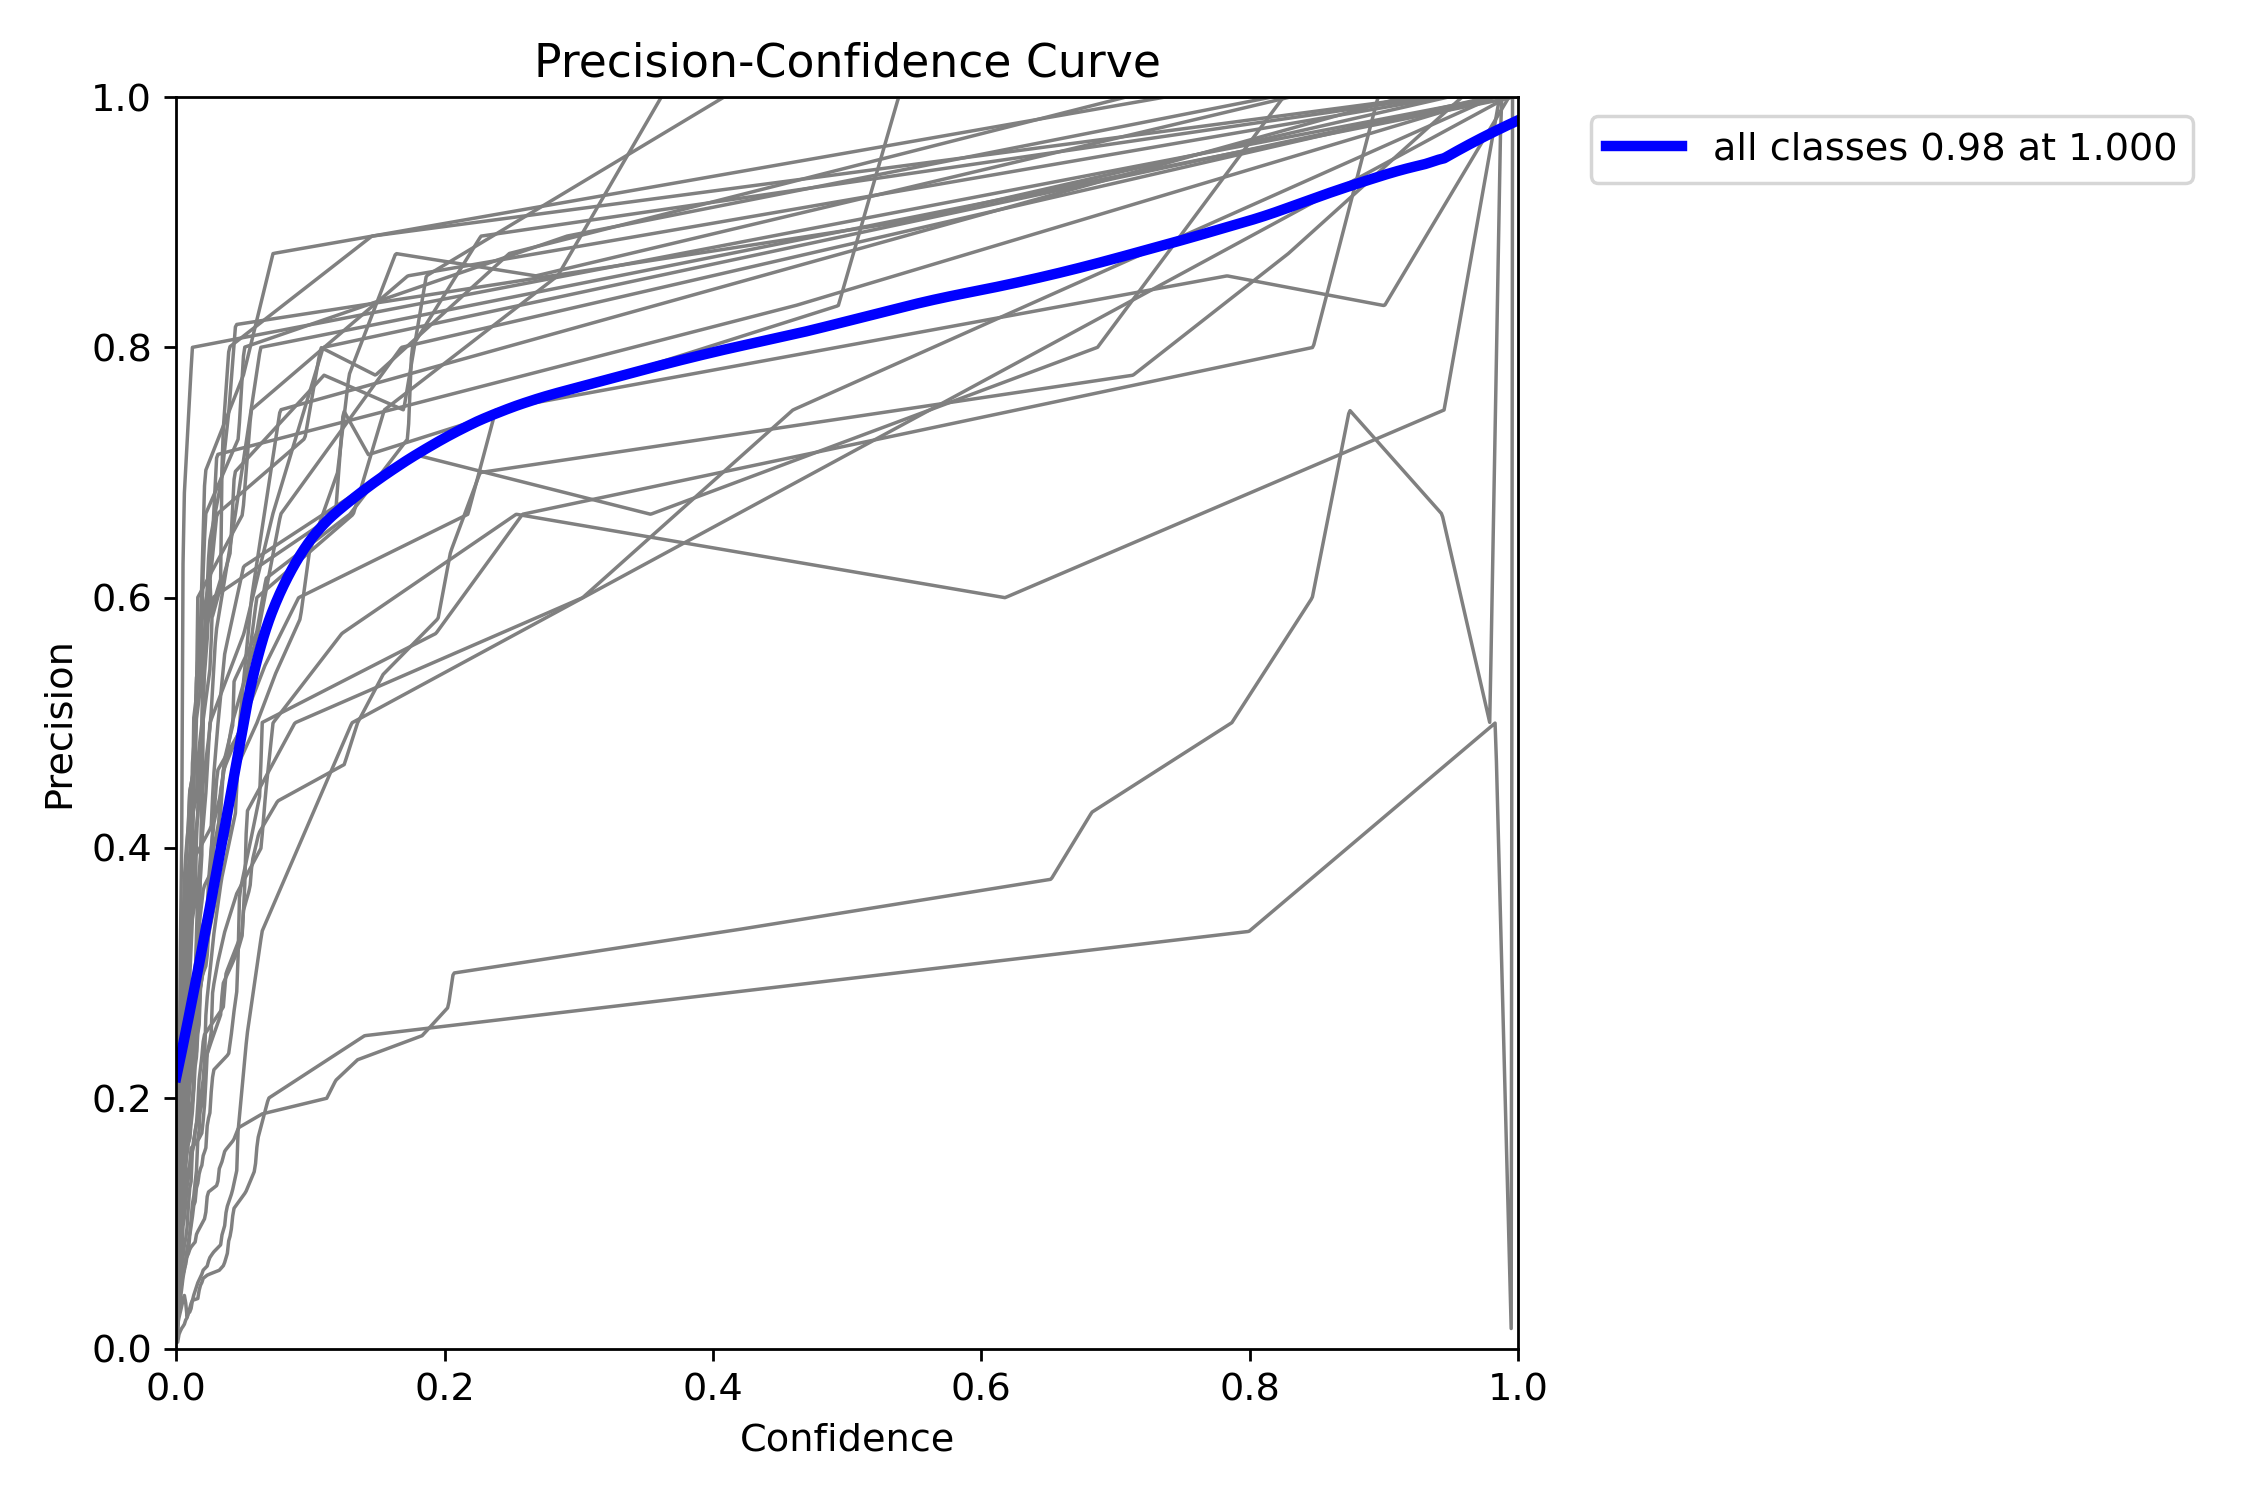 Precision-Confidence Curve
all classes 0.98 at 1.000
Precision
1.0
0.8
0.6
0.4
0.2
0.0
0.0 0.2 0.4 0.6 0.8 1.0
Confidence